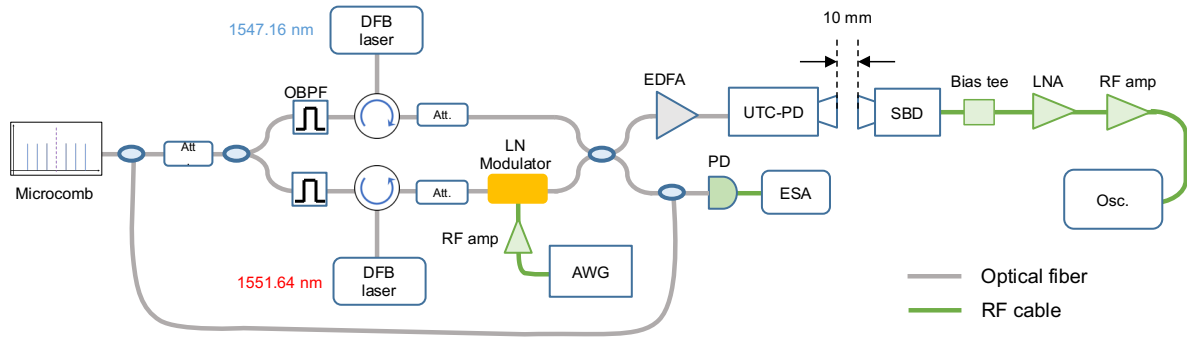 1547.16 nm
DFB
laser
10 mm
OBPF
EDFA
Bias tee
LNA
RF amp
Att.
UTC-PD
SBD
Att
.
LN
Modulator
PD
Microcomb
Att.
ESA
Osc.
RF amp
1551.64 nm
DFB
laser
AWG
Optical fiber
RF cable